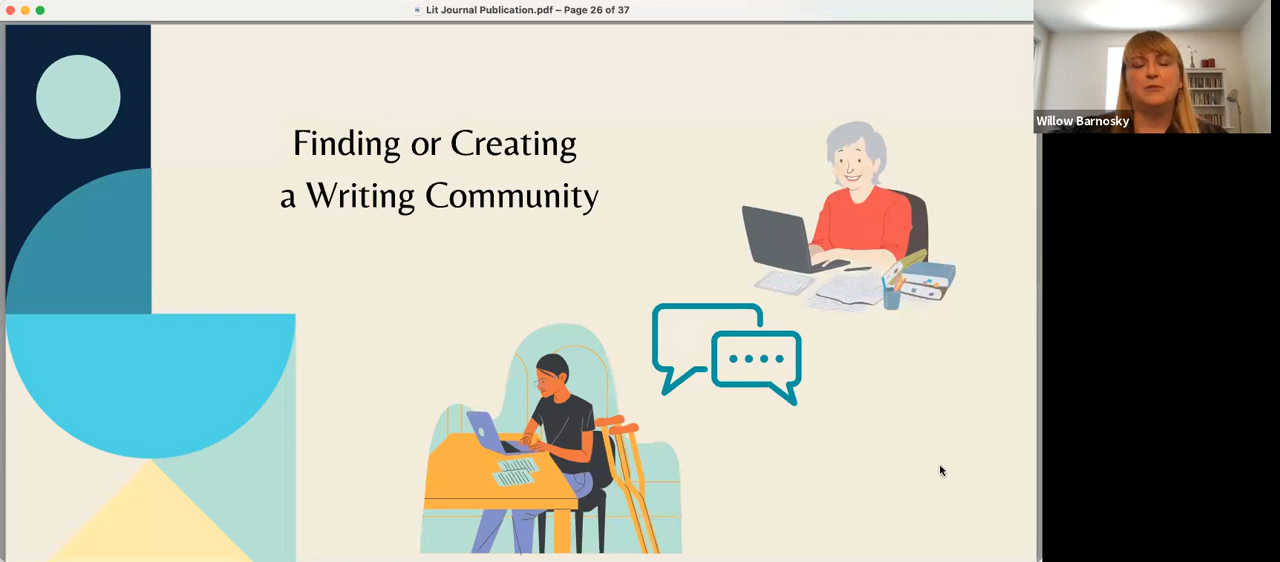 Lit Journal Publication.pdf – Page 26 of 37
Willow Barnosky
Finding or Creating
a Writing Community